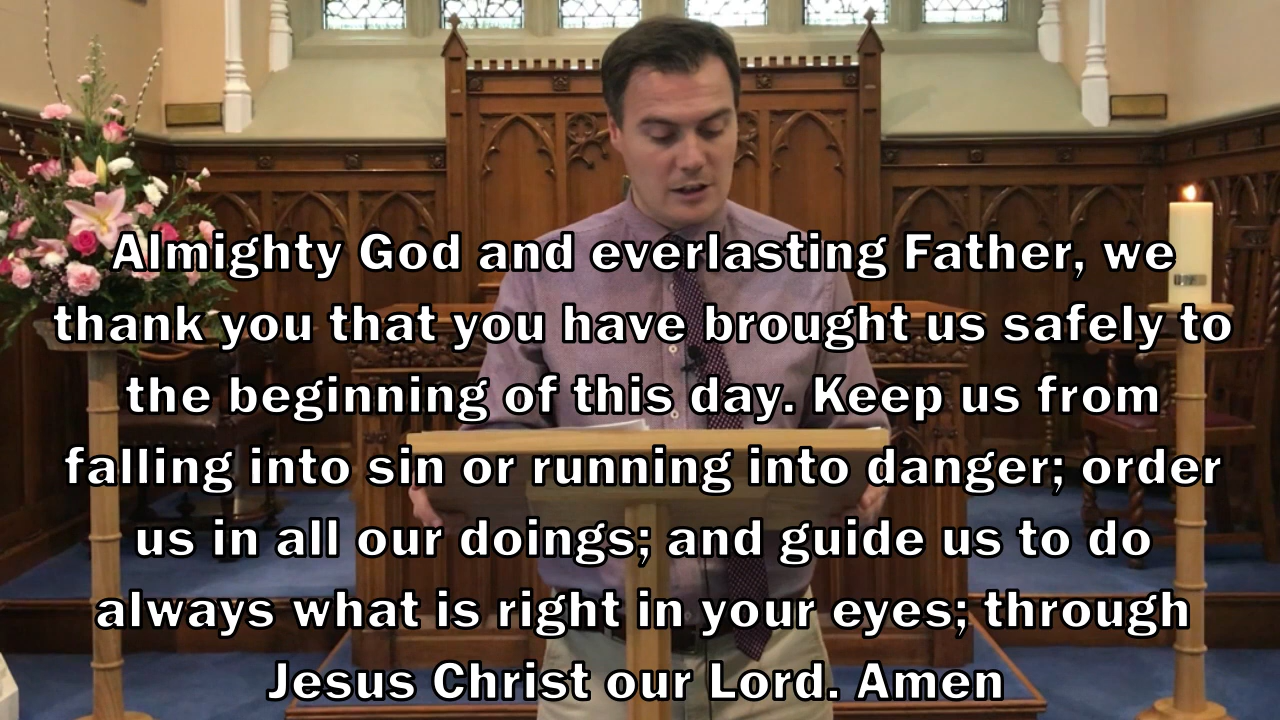 Almighty God and everlasting Father, we
thank you that you have brought us safely to
the beginning of this day. Keep us from
falling into sin or running into danger; order
us in all our doings; and guide us to do
always what is right in your eyes; through
Jesus Christ our Lord. Amen